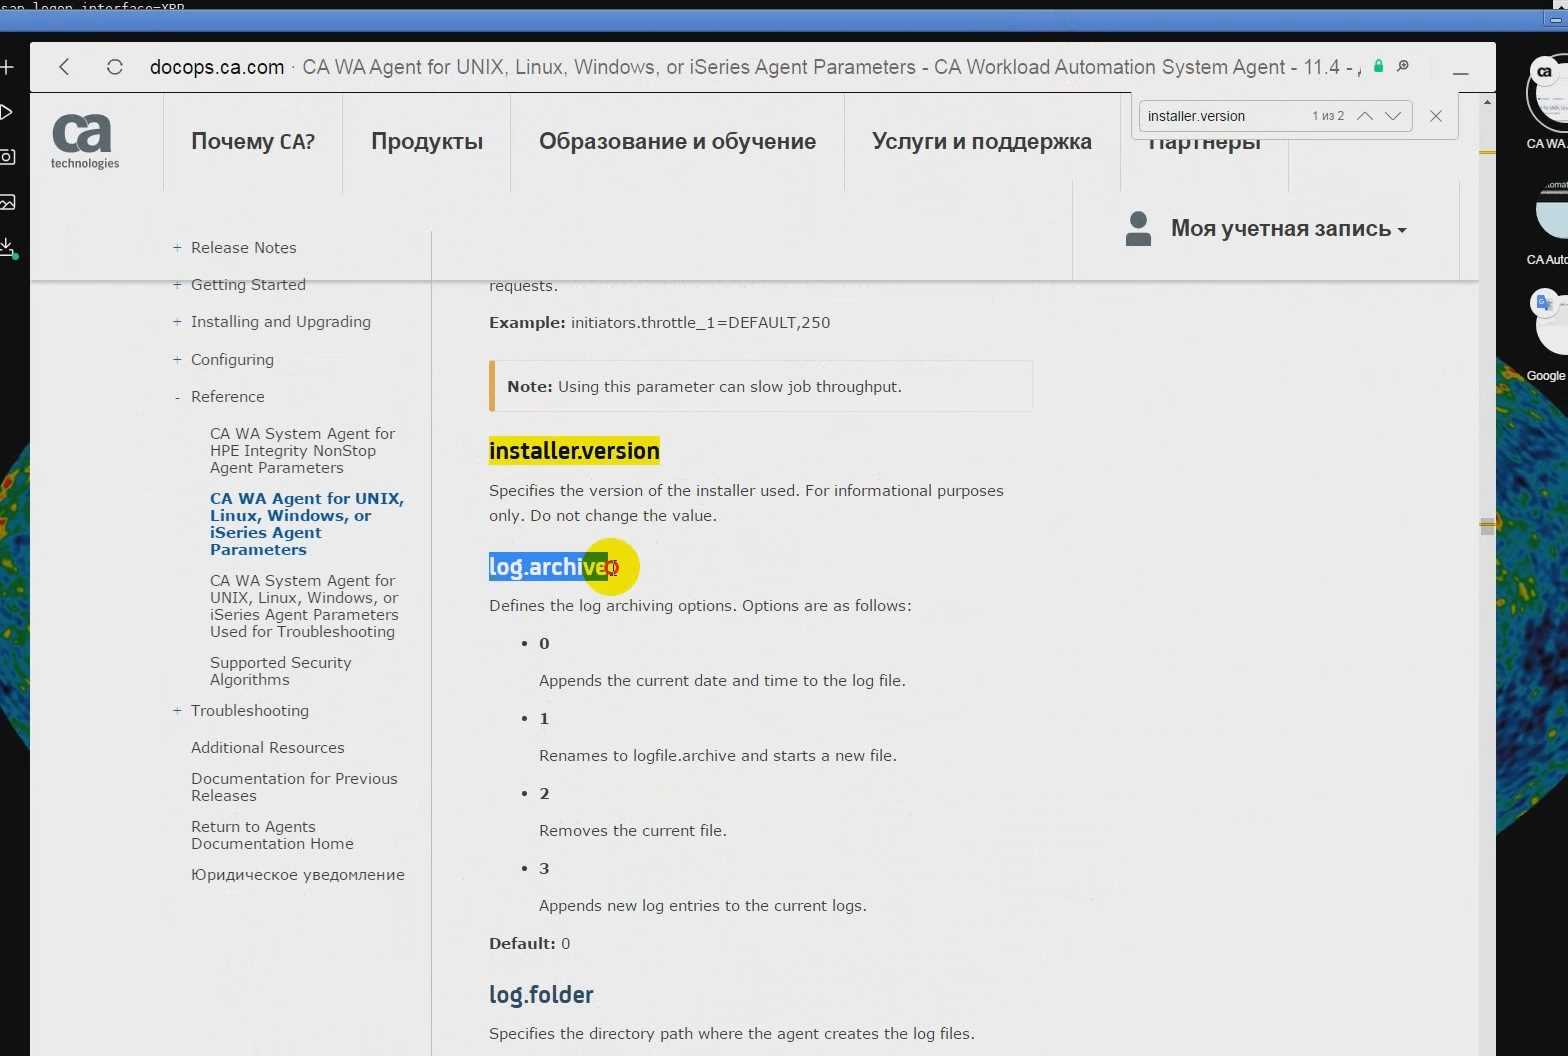 sap.logon.interface=XBP
docops.ca.com · CA WA Agent for UNIX, Linux, Windows, or iSeries Agent Parameters - CA Workload Automation System Agent - 11.4 -
installer.version 1 из 2
ca
technologies
Почему CA?
Продукты
Образование и обучение
Услуги и поддержка
Партнеры
Моя учетная запись
+ Release Notes
+ Getting Started
+ Installing and Upgrading
+ Configuring
- Reference
CA WA System Agent for
HPE Integrity NonStop
Agent Parameters
CA WA Agent for UNIX,
Linux, Windows, or
iSeries Agent
Parameters
CA WA System Agent for
UNIX, Linux, Windows, or
iSeries Agent Parameters
Used for Troubleshooting
Supported Security
Algorithms
+ Troubleshooting
Additional Resources
Documentation for Previous
Releases
Return to Agents
Documentation Home
Юридическое уведомление
requests.
Example: initiators.throttle_1=DEFAULT,250
Note: Using this parameter can slow job throughput.
installer.version
Specifies the version of the installer used. For informational purposes
only. Do not change the value.
log.archive
Defines the log archiving options. Options are as follows:
• 0
Appends the current date and time to the log file.
• 1
Renames to logfile.archive and starts a new file.
• 2
Removes the current file.
• 3
Appends new log entries to the current logs.
Default: 0
log.folder
Specifies the directory path where the agent creates the log files.
ca
CA WA
CA Auto
Google